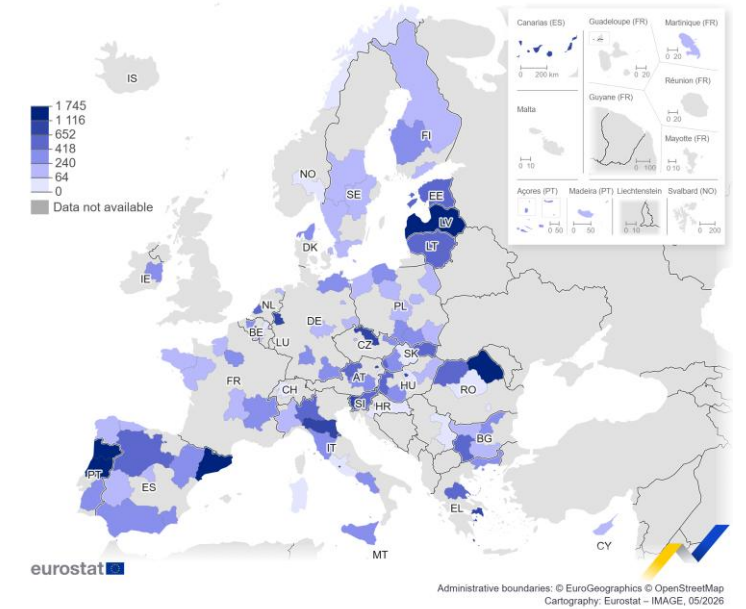 Canarias (ES)
0 200 km
Guadeloupe (FR)
0 20
Martinique (FR)
0 20
Malta
0 10
Guyane (FR)
0 100
Réunion (FR)
0 20
Mayotte (FR)
0 10
Açores (PT)
0 50
Madeira (PT)
0 50
Liechtenstein
0 10
Svalbard (NO)
0 200
1 745
1 116
652
418
240
64
0
Data not available
IS
FI
NO
SE
EE
LV
LT
DK
IE
NL
PL
DE
BE
LU
CZ
SK
FR
AT
HU
CH
SI
HR
RO
IT
BG
PT
ES
EL
MT
CY
eurostat
Administrative boundaries: © EuroGeographics © OpenStreetMap
Cartography: Eurostat – IMAGE, 05/2026